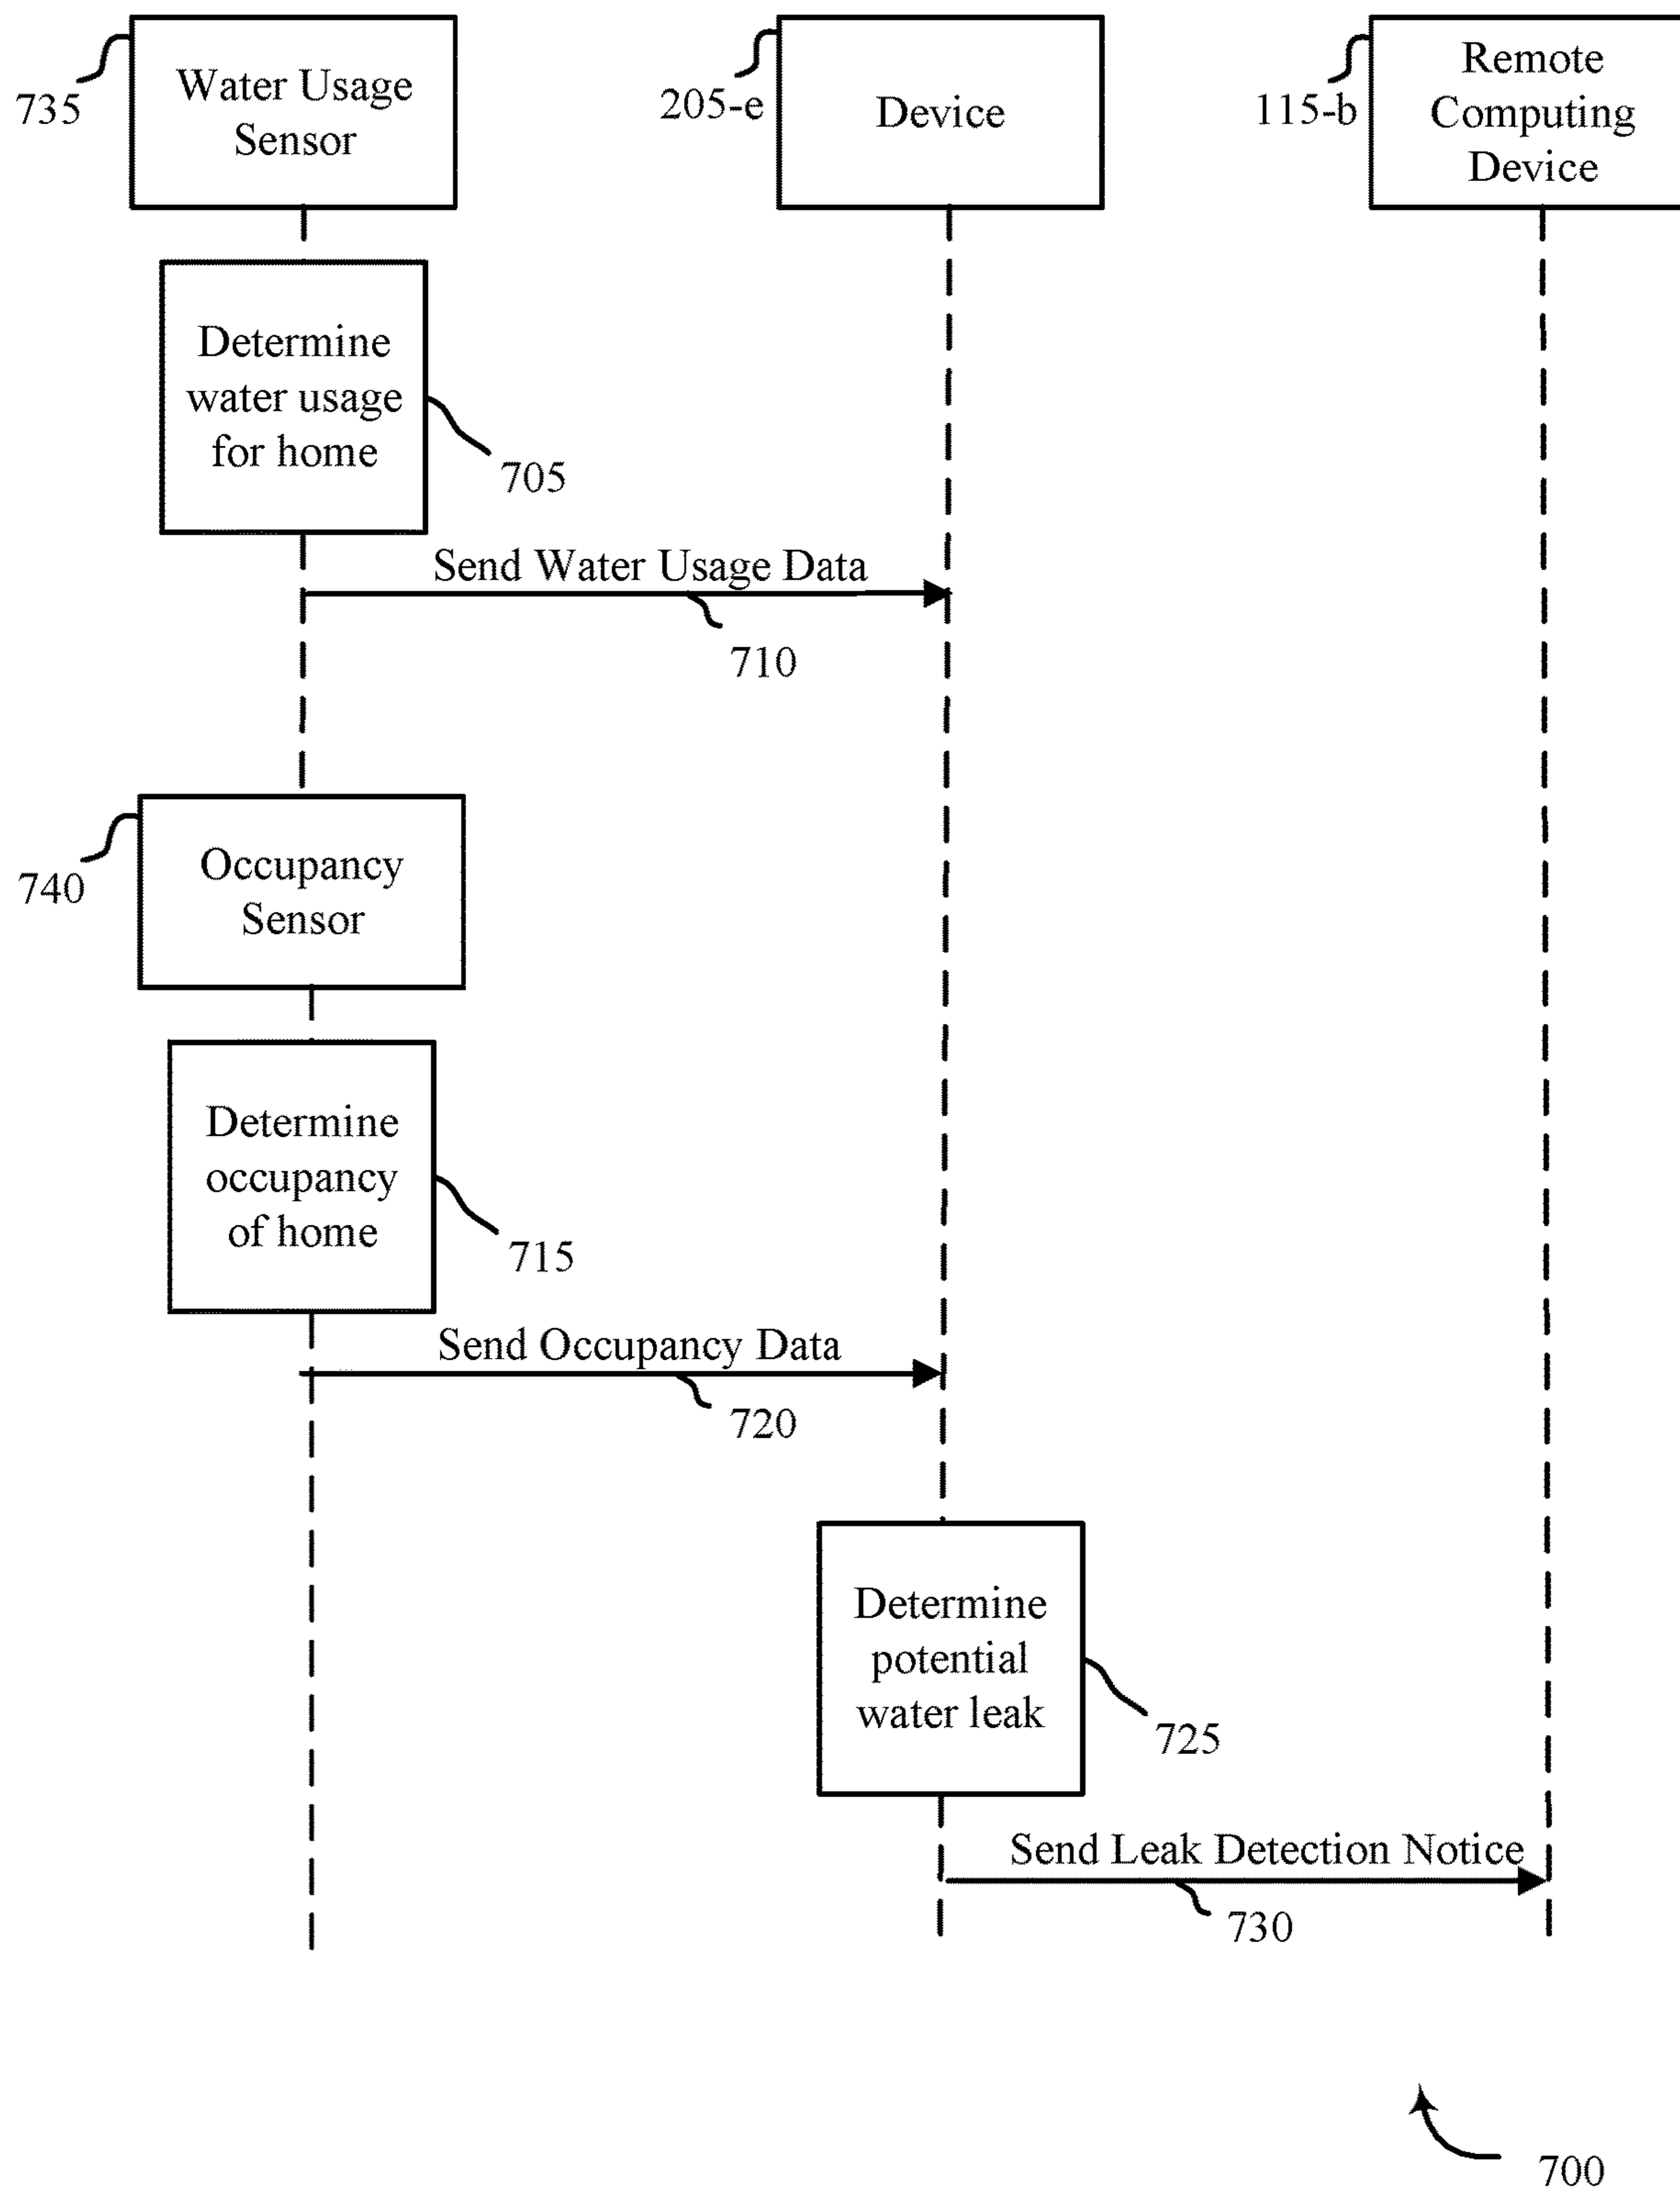 735
Water Usage
Sensor
205-e
Device
115-b
Remote
Computing
Device
Determine
water usage
for home
705
Send Water Usage Data
710
740
Occupancy
Sensor
Determine
occupancy
of home
715
Send Occupancy Data
720
Determine
potential
water leak
725
Send Leak Detection Notice
730
700